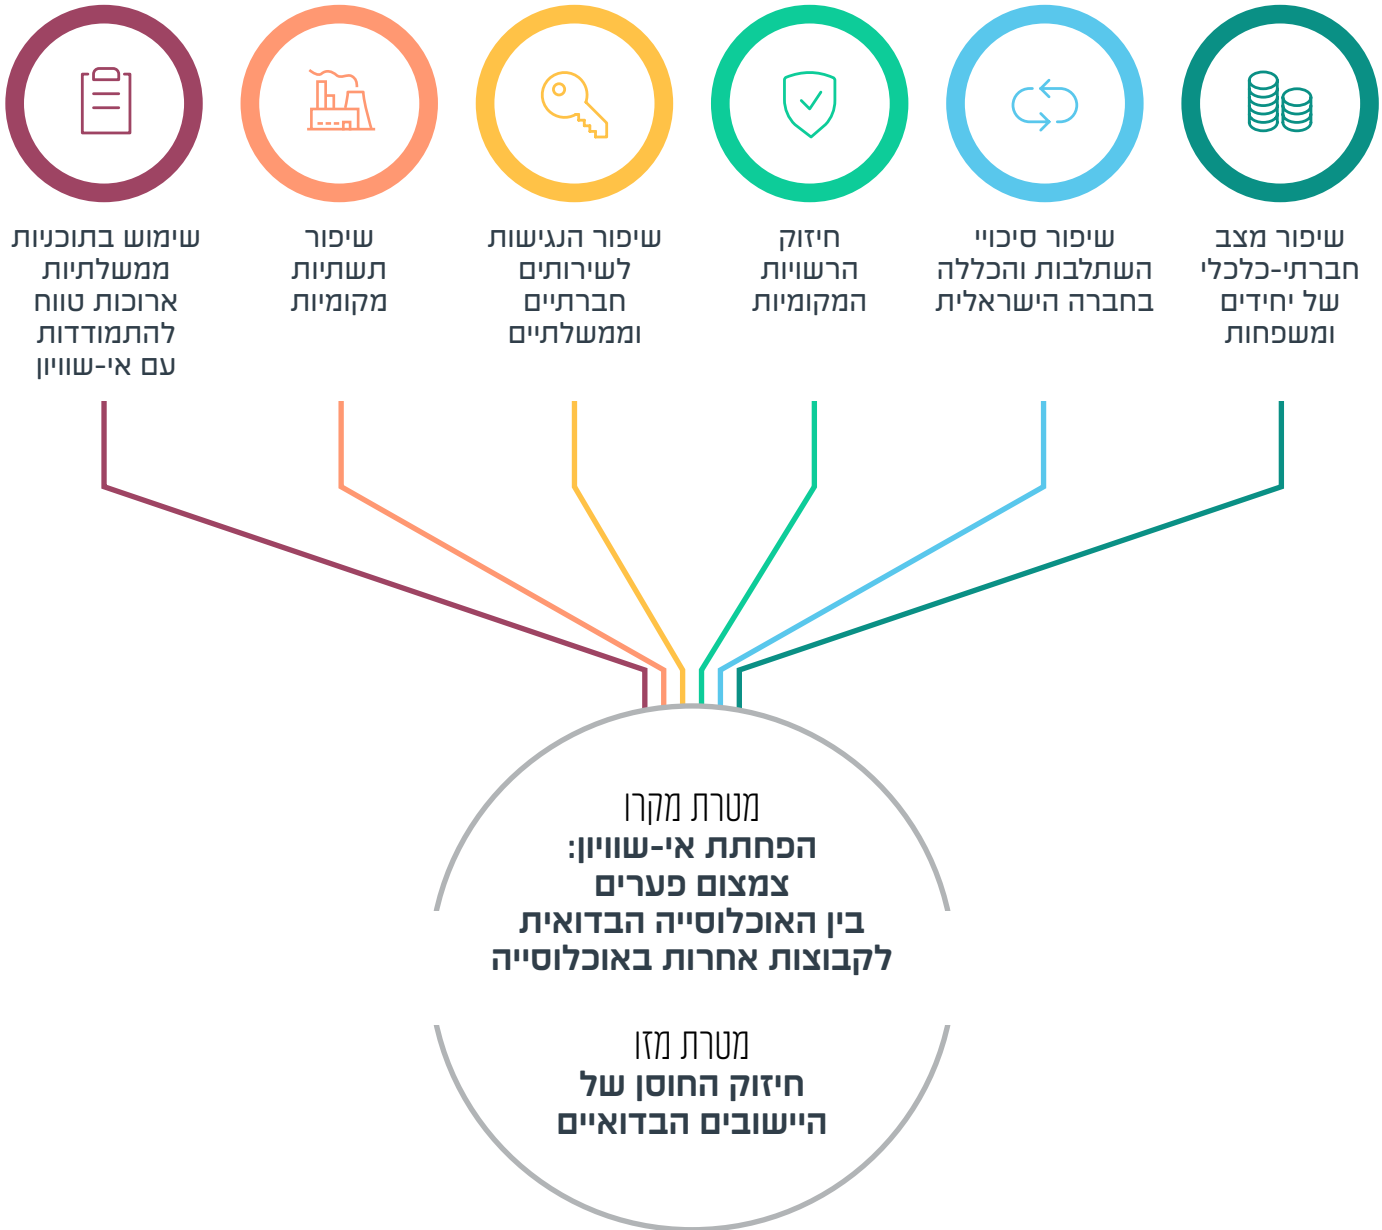 שיפור מצב
חברתי-כלכלי
של יחידים
ומשפחות
שיפור סיכויי
השתלבות והכללה
בחברה הישראלית
חיזוק
הרשויות
המקומיות
שיפור הנגישות
לשירותים
חברתיים
וממשלתיים
שיפור
תשתיות
מקומיות
שימוש בתוכניות
ממשלתיות
ארוכות טווח
להתמודדות
עם אי-שוויון
מטרת מקרו
הפחתת אי-שוויון:
צמצום פערים
בין האוכלוסייה הבדואית
לקבוצות אחרות באוכלוסייה
מטרת מזו
חיזוק החוסן של
היישובים הבדואיים